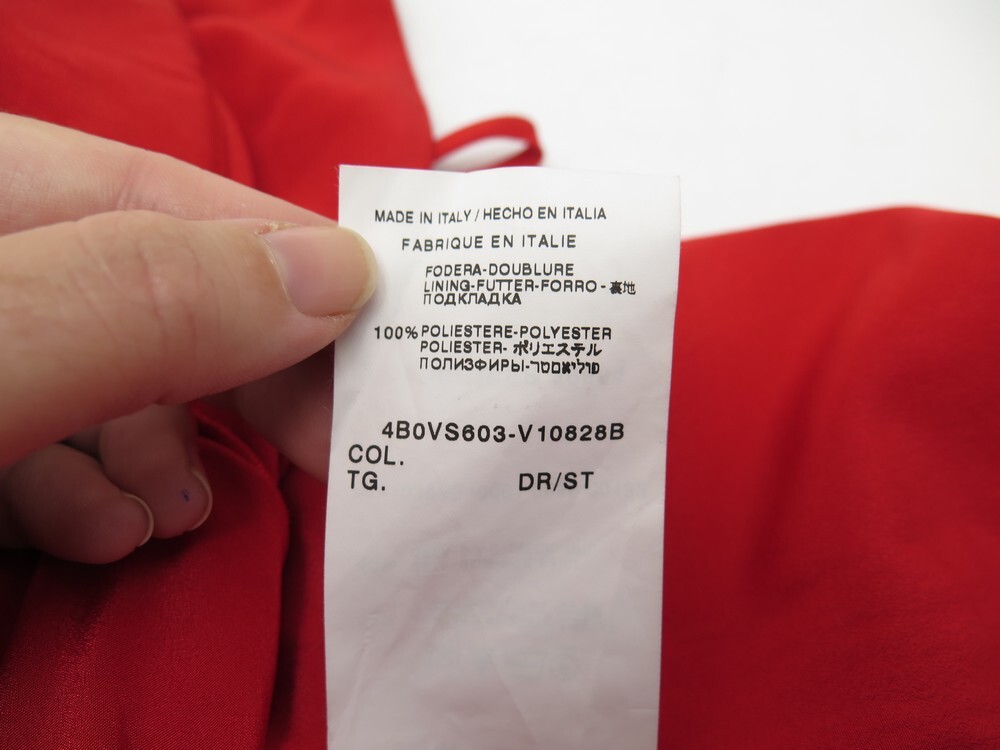 MADE IN ITALY / HECHO EN ITALIA
FABRIQUE EN ITALIE
FODERA-DOUBLURE
LINING-FUTTER-FORRO-裏地
ПОДКЛАДКА
100% POLIESTERE-POLYESTER
POLIESTER-ポリエステル
ПОЛИЭФИРЫ-פוליאסטר
4B0VS603-V10828B
COL.
TG. DR/ST